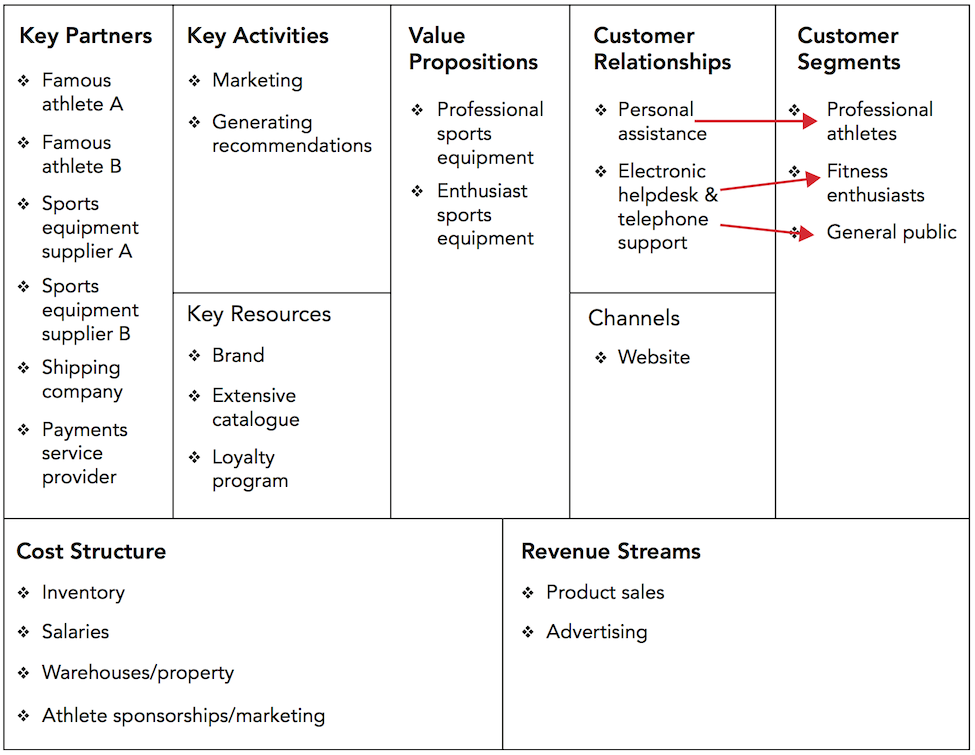 Key Partners
Famous
athlete A
Famous
athlete B
Sports
equipment
supplier A
Sports
equipment
supplier B
Shipping
company
Payments
service
provider
Key Activities
Marketing
Generating
recommendations
Key Resources
Brand
Extensive
catalogue
Loyalty
program
Value
Propositions
Professional
sports
equipment
Enthusiast
sports
equipment
Customer
Relationships
Personal
assistance
Electronic
helpdesk &
telephone
support
Channels
Website
Customer
Segments
Professional
athletes
Fitness
enthusiasts
General public
Cost Structure
Inventory
Salaries
Warehouses/property
Athlete sponsorships/marketing
Revenue Streams
Product sales
Advertising